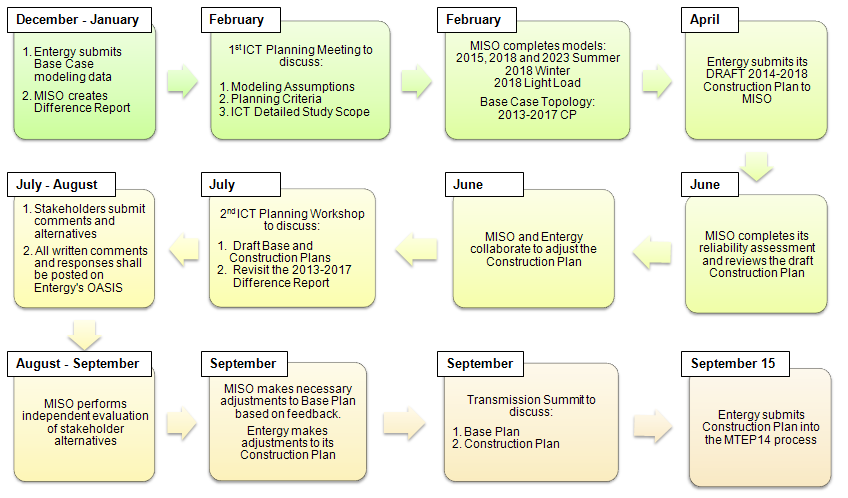 December - January
1. Entergy submits
Base Case
modeling data
2. MISO creates
Difference Report
February
1st ICT Planning Meeting to
discuss:
1. Modeling Assumptions
2. Planning Criteria
3. ICT Detailed Study Scope
February
MISO completes models:
2015, 2018 and 2023 Summer
2018 Winter
2018 Light Load
Base Case Topology:
2013-2017 CP
April
Entergy submits its
DRAFT 2014-2018
Construction Plan to
MISO
June
MISO completes its
reliability assessment
and reviews the draft
Construction Plan
June
MISO and Entergy
collaborate to adjust the
Construction Plan
July
2nd ICT Planning Workshop
to discuss:
1. Draft Base and
Construction Plans
2. Revisit the 2013-2017
Difference Report
July - August
1. Stakeholders submit
comments and
alternatives
2. All written comments
and responses shall
be posted on
Entergy's OASIS
August - September
MISO performs
independent evaluation
of stakeholder
alternatives
September
MISO makes necessary
adjustments to Base Plan
based on feedback.
Entergy makes
adjustments to its
Construction Plan
September
Transmission Summit to
discuss:
1. Base Plan
2. Construction Plan
September 15
Entergy submits
Construction Plan into
the MTEP14 process